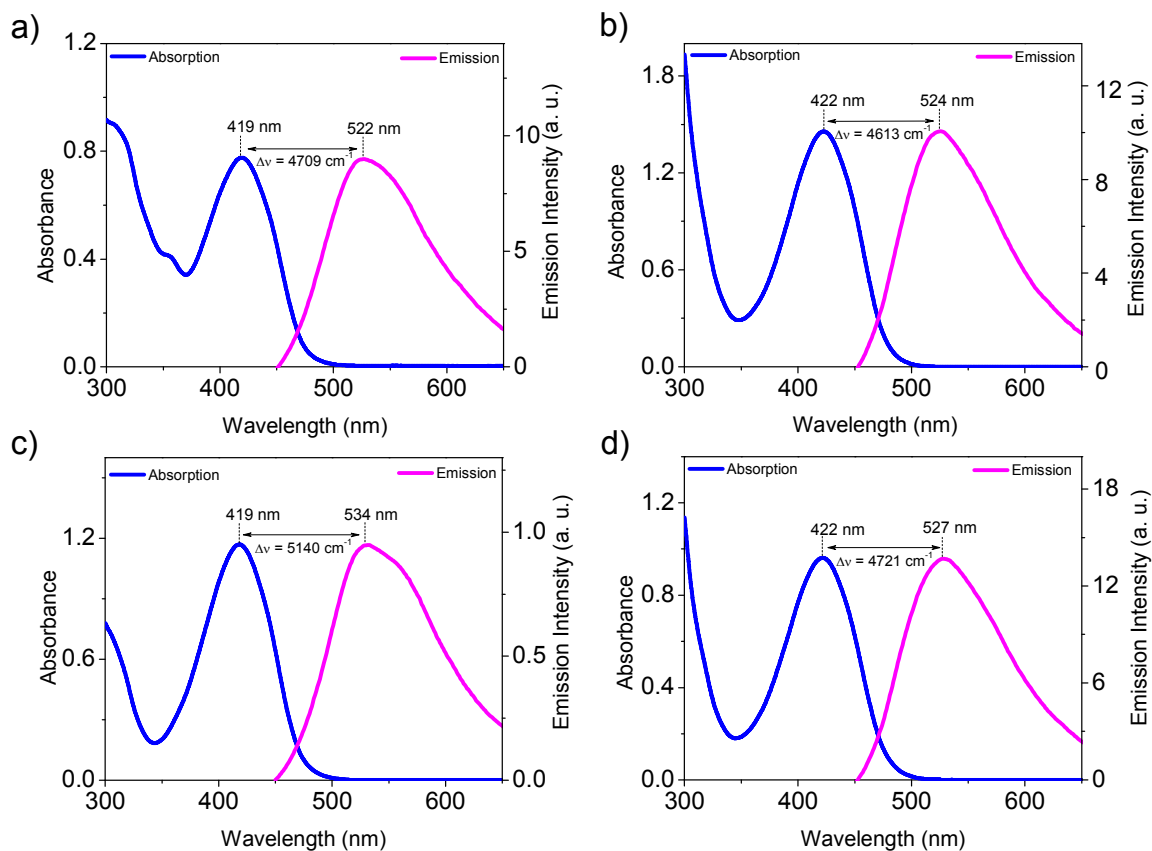 a)
Absorption
Emission
419 nm
522 nm
Δν = 4709 cm⁻¹
1.2
0.8
0.4
0.0
10
5
0
300
400
500
600
Absorbance
Emission Intensity (a. u.)
Wavelength (nm)
b)
Absorption
Emission
422 nm
524 nm
Δν = 4613 cm⁻¹
1.8
1.2
0.6
0.0
12
10
8
6
4
2
0
300
400
500
600
Absorbance
Emission Intensity (a. u.)
Wavelength (nm)
c)
Absorption
Emission
419 nm
534 nm
Δν = 5140 cm⁻¹
1.2
0.6
0.0
1.0
0.5
0.0
300
400
500
600
Absorbance
Emission Intensity (a. u.)
Wavelength (nm)
d)
Absorption
Emission
422 nm
527 nm
Δν = 4721 cm⁻¹
1.2
0.8
0.4
0.0
18
12
6
0
300
400
500
600
Absorbance
Emission Intensity (a. u.)
Wavelength (nm)